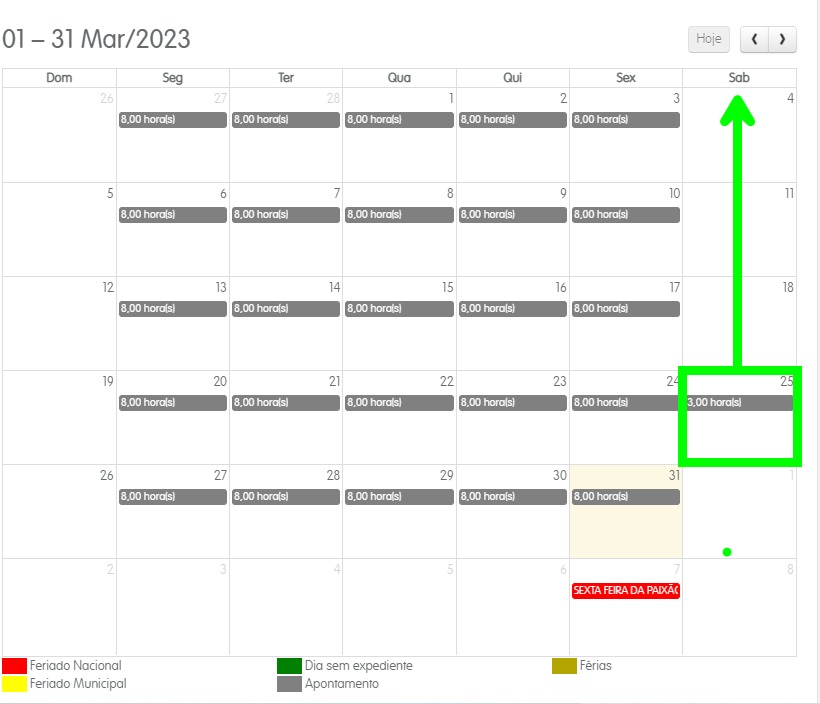 01 – 31 Mar/2023
Hoje
Dom Seg Ter Qua Qui Sex Sab
26 27 28 1 2 3 4
8,00 hora(s) 8,00 hora(s) 8,00 hora(s) 8,00 hora(s) 8,00 hora(s)
5 6 7 8 9 10 11
8,00 hora(s) 8,00 hora(s) 8,00 hora(s) 8,00 hora(s) 8,00 hora(s)
12 13 14 15 16 17 18
8,00 hora(s) 8,00 hora(s) 8,00 hora(s) 8,00 hora(s) 8,00 hora(s)
19 20 21 22 23 24 25
8,00 hora(s) 8,00 hora(s) 8,00 hora(s) 8,00 hora(s) 8,00 hora(s) 3,00 hora(s)
26 27 28 29 30 31 1
8,00 hora(s) 8,00 hora(s) 8,00 hora(s) 8,00 hora(s) 8,00 hora(s)
2 3 4 5 6 7 8
SEXTA FEIRA DA PAIXÃO
Feriado Nacional Dia sem expediente Férias
Feriado Municipal Apontamento